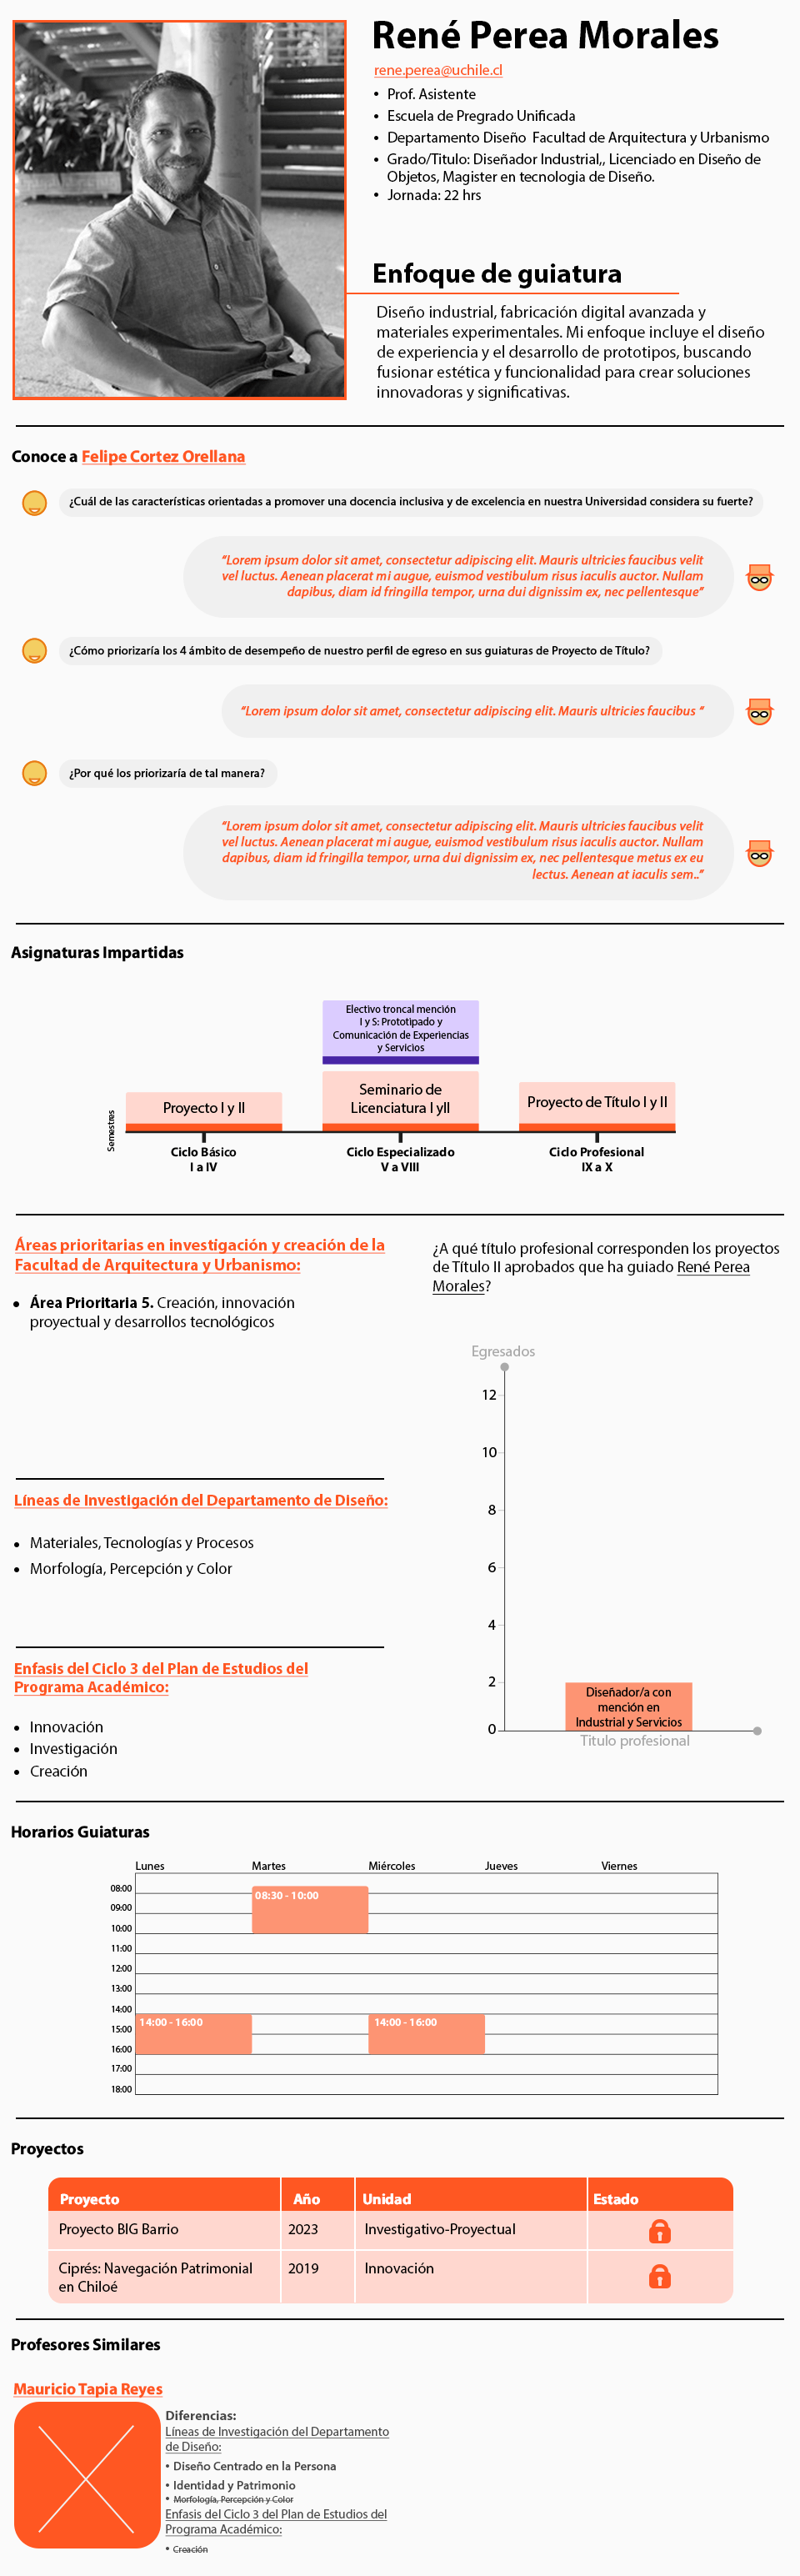 René Perea Morales
rene.perea@uchile.cl
• Prof. Asistente
• Escuela de Pregrado Unificada
• Departamento Diseño Facultad de Arquitectura y Urbanismo
• Grado/Titulo: Diseñador Industrial,, Licenciado en Diseño de
Objetos, Magister en tecnologia de Diseño.
• Jornada: 22 hrs
Enfoque de guiatura
Diseño industrial, fabricación digital avanzada y
materiales experimentales. Mi enfoque incluye el diseño
de experiencia y el desarrollo de prototipos, buscando
fusionar estética y funcionalidad para crear soluciones
innovadoras y significativas.
Conoce a Felipe Cortez Orellana
¿Cuál de las características orientadas a promover una docencia inclusiva y de excelencia en nuestra Universidad considera su fuerte?
“Lorem ipsum dolor sit amet, consectetur adipiscing elit. Mauris ultricies faucibus velit
vel luctus. Aenean placerat mi augue, euismod vestibulum risus iaculis auctor. Nullam
dapibus, diam id fringilla tempor, urna dui dignissim ex, nec pellentesque”
¿Cómo priorizaría los 4 ámbito de desempeño de nuestro perfil de egreso en sus guiaturas de Proyecto de Título?
“Lorem ipsum dolor sit amet, consectetur adipiscing elit. Mauris ultricies faucibus “
¿Por qué los priorizaría de tal manera?
“Lorem ipsum dolor sit amet, consectetur adipiscing elit. Mauris ultricies faucibus velit
vel luctus. Aenean placerat mi augue, euismod vestibulum risus iaculis auctor. Nullam
dapibus, diam id fringilla tempor, urna dui dignissim ex, nec pellentesque metus ex eu
lectus. Aenean at iaculis sem..”
Asignaturas Impartidas
Electivo troncal mención
I y S: Prototipado y
Comunicación de Experiencias
y Servicios
Semestres
Proyecto I y II
Seminario de
Licenciatura I yII
Proyecto de Título I y II
Ciclo Básico
I a IV
Ciclo Especializado
V a VIII
Ciclo Profesional
IX a X
Áreas prioritarias en investigación y creación de la
Facultad de Arquitectura y Urbanismo:
• Área Prioritaria 5. Creación, innovación
proyectual y desarrollos tecnológicos
Líneas de Investigación del Departamento de Diseño:
• Materiales, Tecnologías y Procesos
• Morfología, Percepción y Color
Enfasis del Ciclo 3 del Plan de Estudios del
Programa Académico:
• Innovación
• Investigación
• Creación
¿A qué título profesional corresponden los proyectos
de Título II aprobados que ha guiado René Perea
Morales?
Egresados
12
10
8
6
4
2
0
Diseñador/a con
mención en
Industrial y Servicios
Titulo profesional
Horarios Guiaturas
Lunes Martes Miércoles Jueves Viernes
08:00
08:30 - 10:00
09:00
10:00
11:00
12:00
13:00
14:00
14:00 - 16:00
14:00 - 16:00
15:00
16:00
17:00
18:00
Proyectos
Proyecto Año Unidad Estado
Proyecto BIG Barrio 2023 Investigativo-Proyectual
Ciprés: Navegación Patrimonial 2019 Innovación
en Chiloé
Profesores Similares
Mauricio Tapia Reyes
Diferencias:
Líneas de Investigación del Departamento
de Diseño:
• Diseño Centrado en la Persona
• Identidad y Patrimonio
• Morfología, Percepción y Color
Enfasis del Ciclo 3 del Plan de Estudios del
Programa Académico:
• Creación